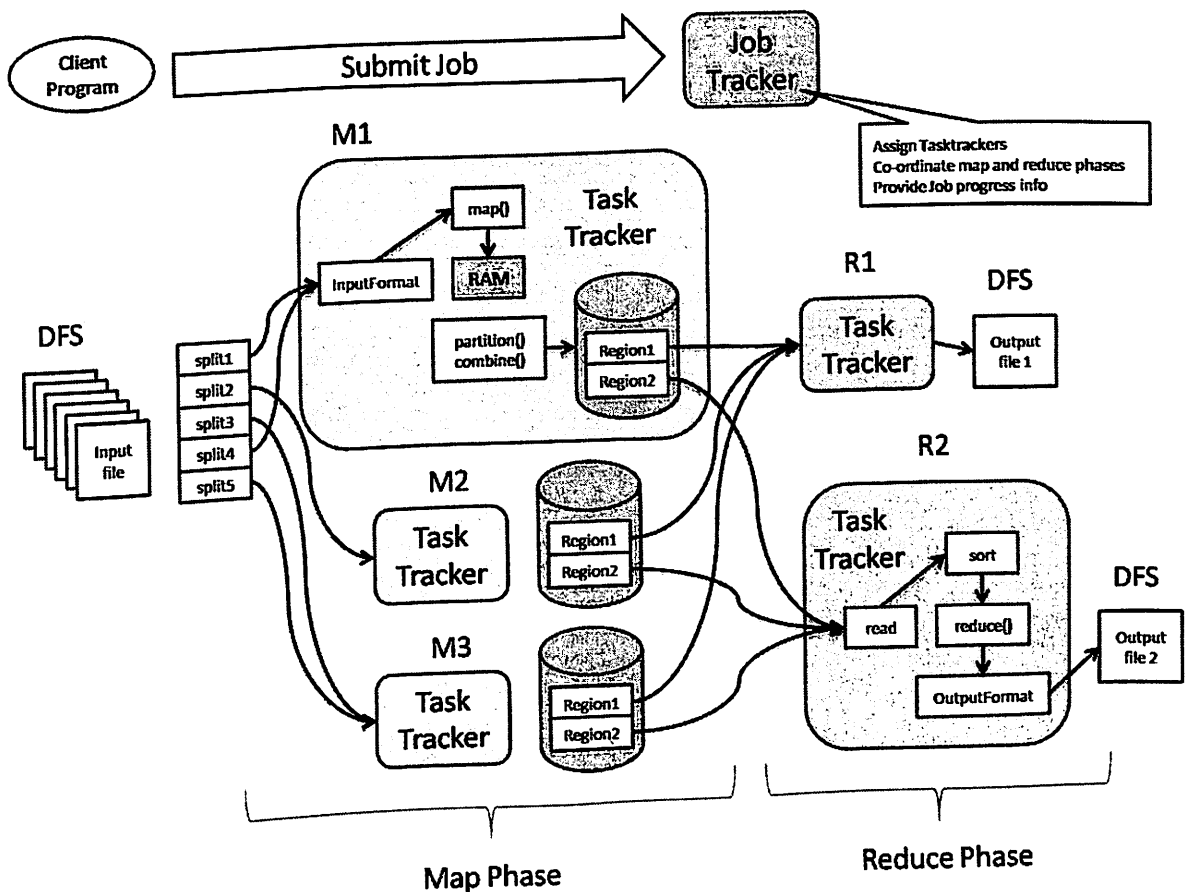 Client
Program
Submit Job
Job
Tracker
Assign Tasktrackers
Co-ordinate map and reduce phases
Provide Job progress info
M1
map()
Task
Tracker
InputFormat
RAM
partition()
combine()
Region1
Region2
DFS
Input
file
split1
split2
split3
split4
split5
M2
Task
Tracker
Region1
Region2
M3
Task
Tracker
Region1
Region2
R1
Task
Tracker
DFS
Output
file 1
R2
Task
Tracker
sort
read
reduce()
OutputFormat
DFS
Output
file 2
Map Phase
Reduce Phase